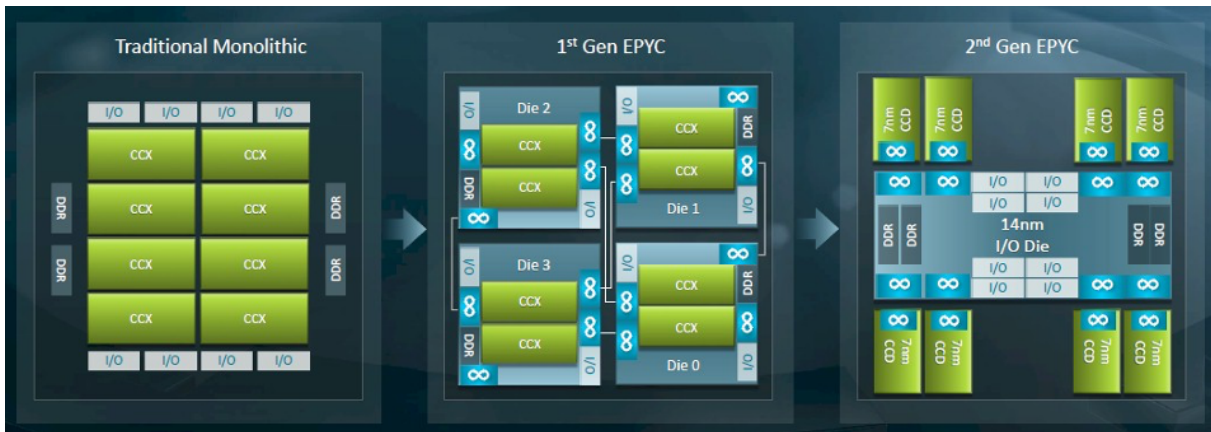 Traditional Monolithic
I/O I/O I/O I/O
CCX CCX
CCX CCX
DDR DDR
CCX CCX
DDR DDR
CCX CCX
I/O I/O I/O I/O
1st Gen EPYC
I/O
Die 2
CCX
CCX
DDR
I/O
I/O
CCX
DDR
CCX
Die 1
I/O
I/O
Die 3
CCX
CCX
DDR
I/O
I/O
CCX
DDR
CCX
Die 0
I/O
2nd Gen EPYC
7nm CCD
7nm CCD
7nm CCD
7nm CCD
I/O I/O
I/O I/O
DDR DDR
14nm
I/O Die
DDR DDR
I/O I/O
I/O I/O
7nm CCD
7nm CCD
7nm CCD
7nm CCD